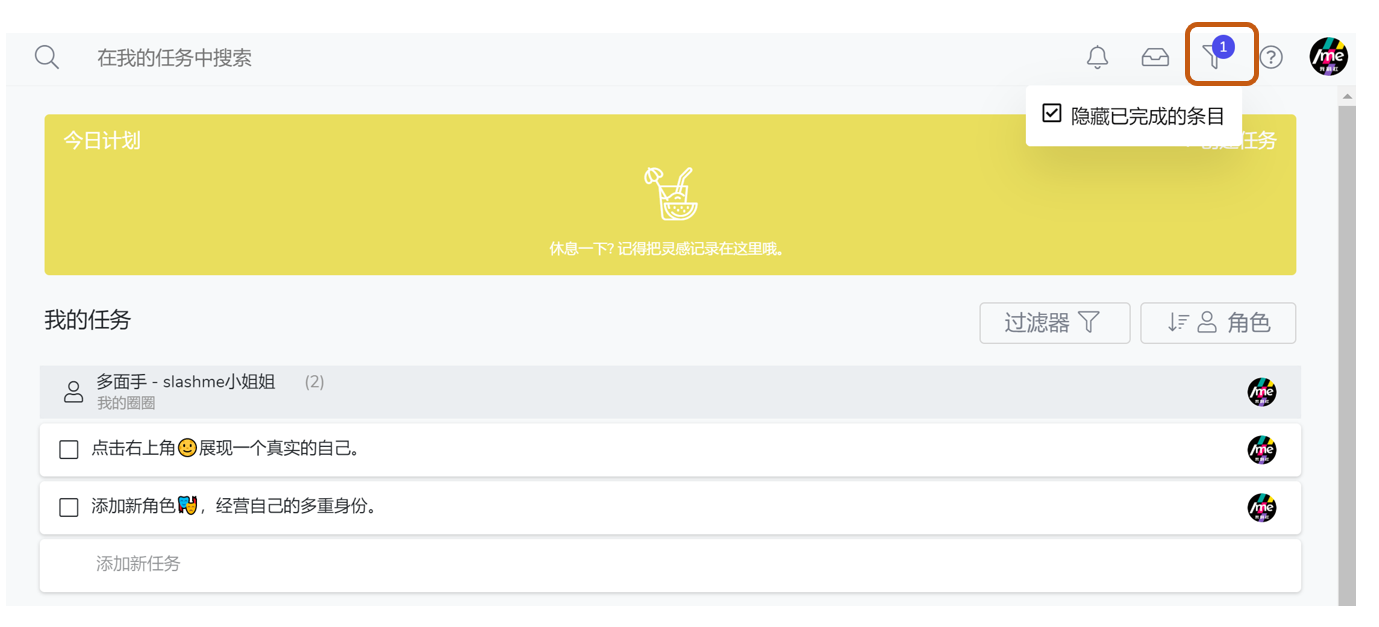 在我的任务中搜索
1
/me
隐藏已完成的条目
今日计划
创建任务
休息一下? 记得把灵感记录在这里哦。
我的任务
过滤器
角色
多面手 - slashme小姐姐 (2)
/me
我的圈圈
点击右上角🙂展现一个真实的自己。
/me
添加新角色🎭，经营自己的多重身份。
/me
添加新任务